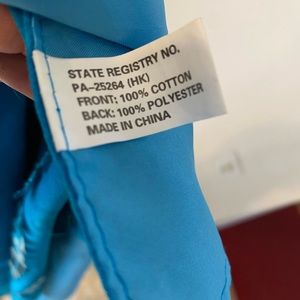 STATE REGISTRY NO.
PA-25264 (HK)
FRONT: 100% COTTON
BACK: 100% POLYESTER
MADE IN CHINA